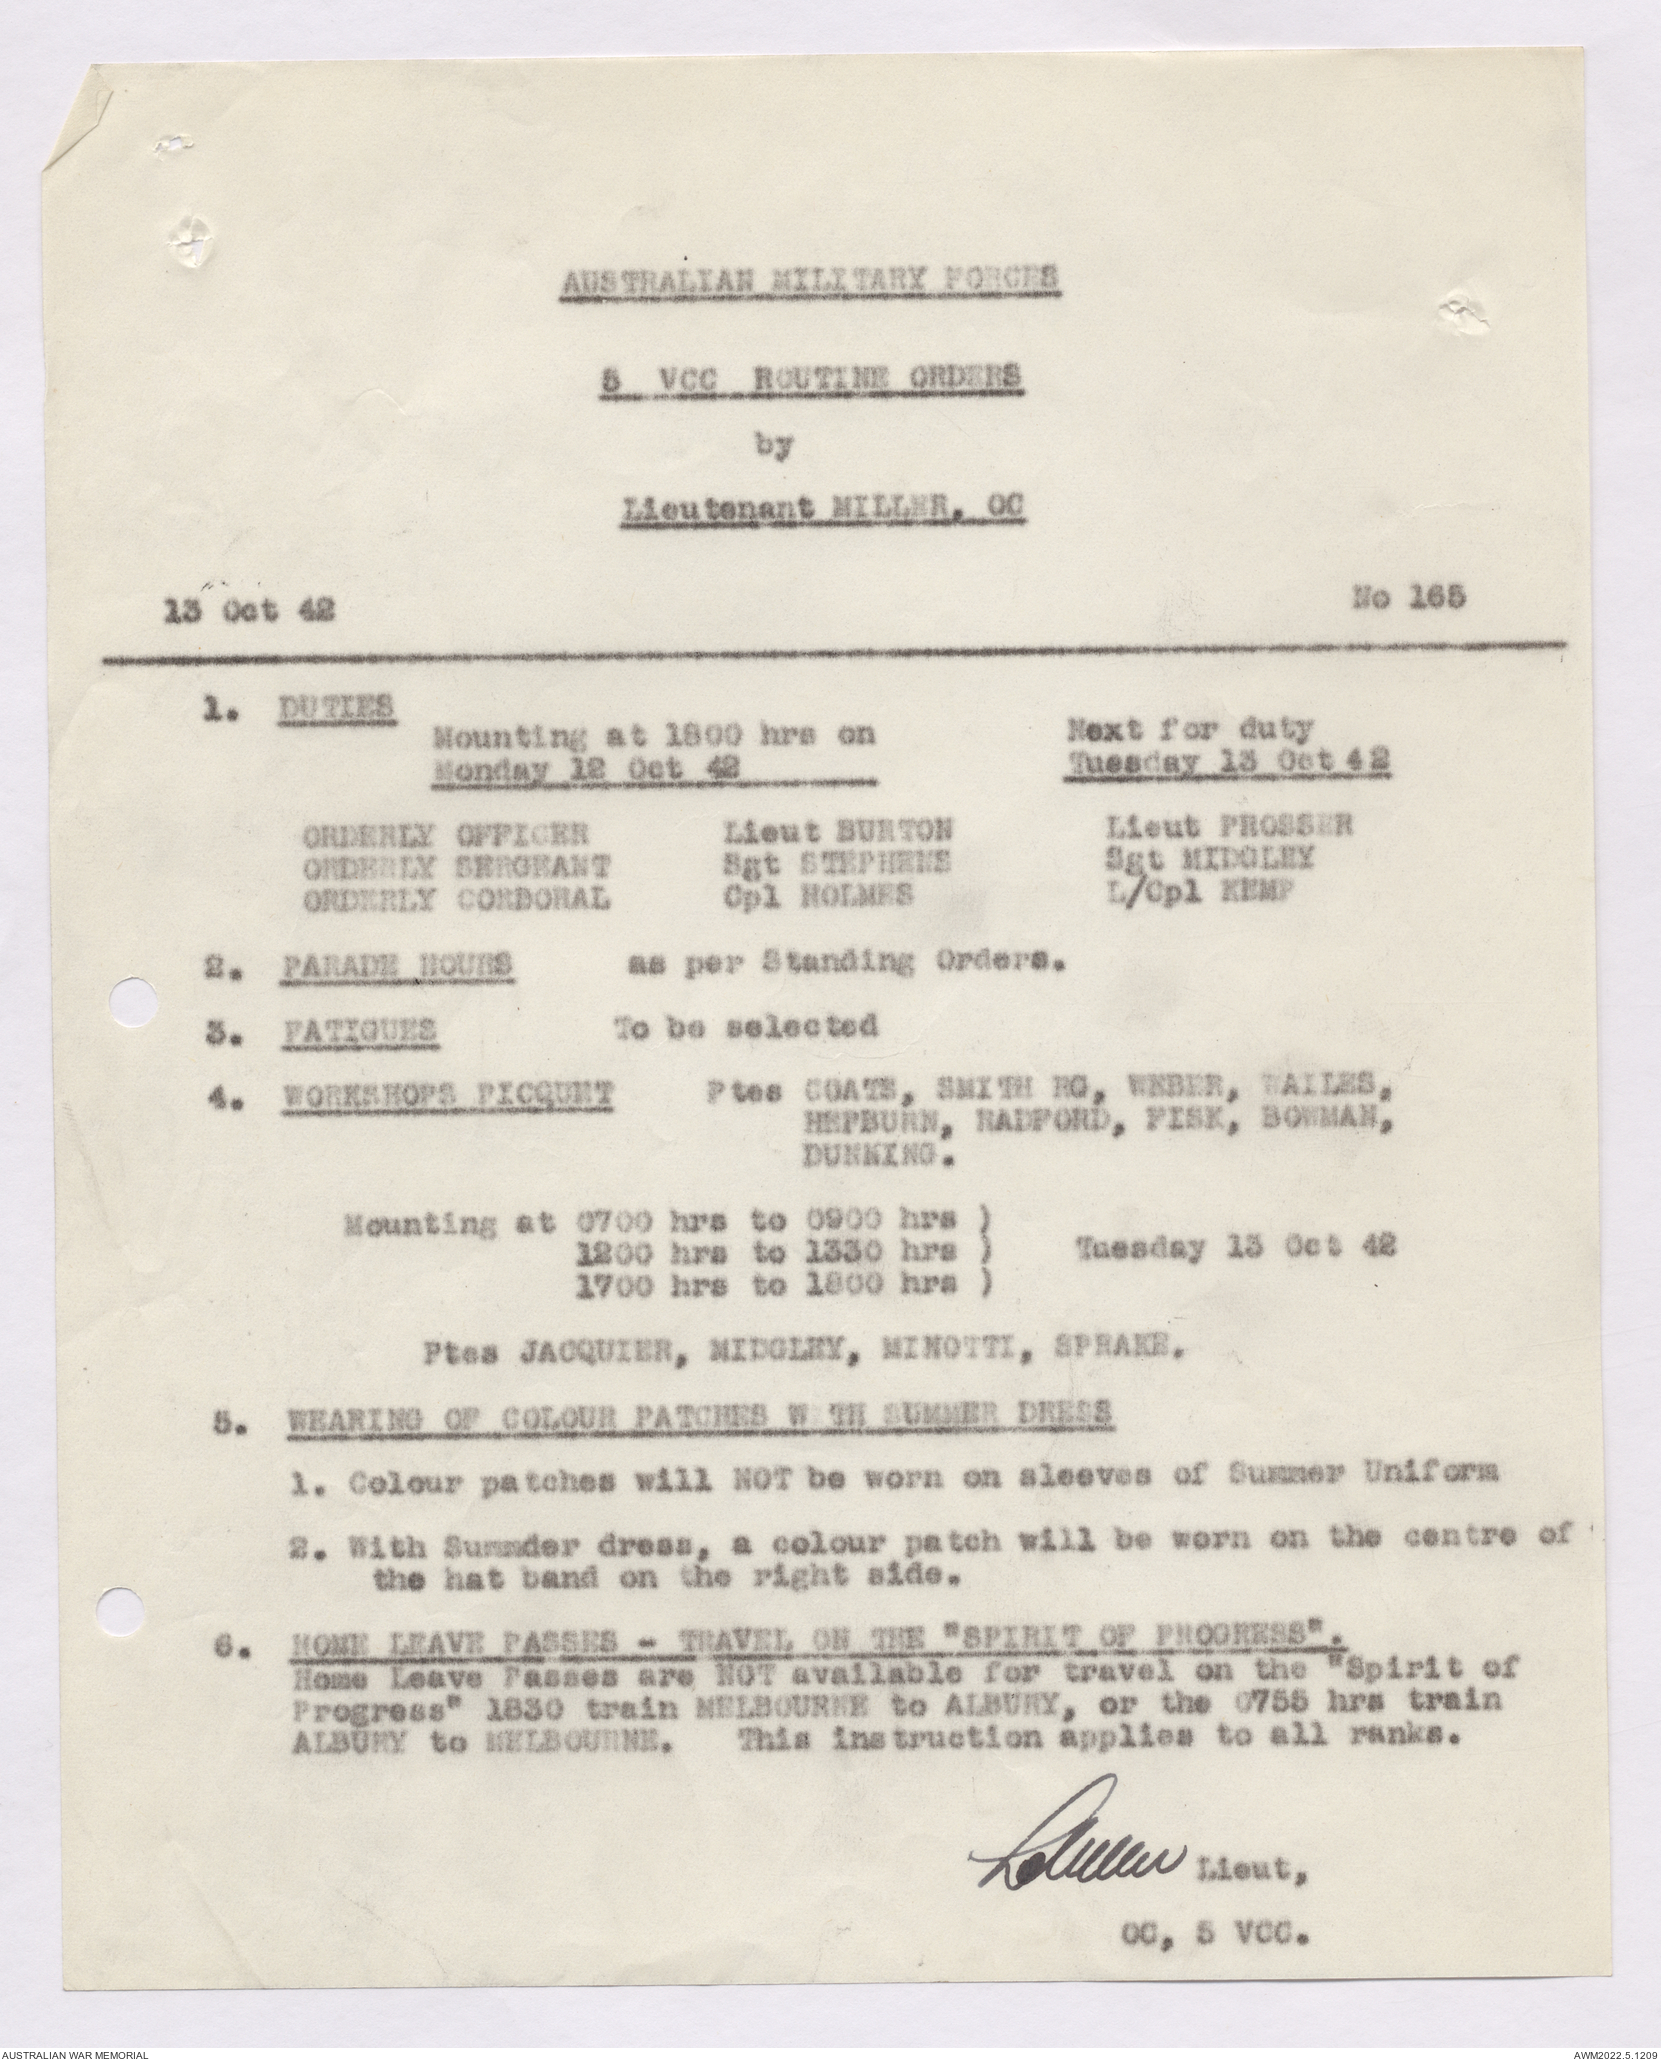 AUSTRALIAN MILITARY FORCES
5 VCC ROUTINE ORDERS
by
Lieutenant MILLER, OC
13 Oct 42 No 165
1. DUTIES
Mounting at 1800 hrs on Next for duty
Monday 12 Oct 42 Tuesday 13 Oct 42
ORDERLY OFFICER Lieut BURTON Lieut PROSSER
ORDERLY SERGEANT Sgt STEPHENS Sgt MIDGLEY
ORDERLY CORBORAL Cpl HOLMES L/Cpl KEMP
2. PARADE HOURS as per Standing Orders.
3. FATIGUES To be selected
4. WORKSHOPS PICQUET Ptes COATS, SMITH RG, WEBER, WAILES,
HEPBURN, RADFORD, FISK, BOWMAN,
DUNKING.
Mounting at 0700 hrs to 0900 hrs )
1200 hrs to 1330 hrs ) Tuesday 13 Oct 42
1700 hrs to 1800 hrs )
Ptes JACQUIER, MIDGLEY, MINOTTI, SPRAKE.
5. WEARING OF COLOUR PATCHES W TH SUMMER DRESS
1. Colour patches will NOT be worn on sleeves of Summer Uniform
2. With Summder dress, a colour patch will be worn on the centre of
the hat band on the right side.
6. HOME LEAVE PASSES - TRAVEL ON THE "SPIRIT OF PROGRESS".
Home Leave Passes are NOT available for travel on the "Spirit of
Progress" 1830 train MELBOURNE to ALBURY, or the 0755 hrs train
ALBURY to MELBOURNE. This instruction applies to all ranks.
Lieut,
OC, 5 VCC.
AUSTRALIAN WAR MEMORIAL AWM2022.5.1209